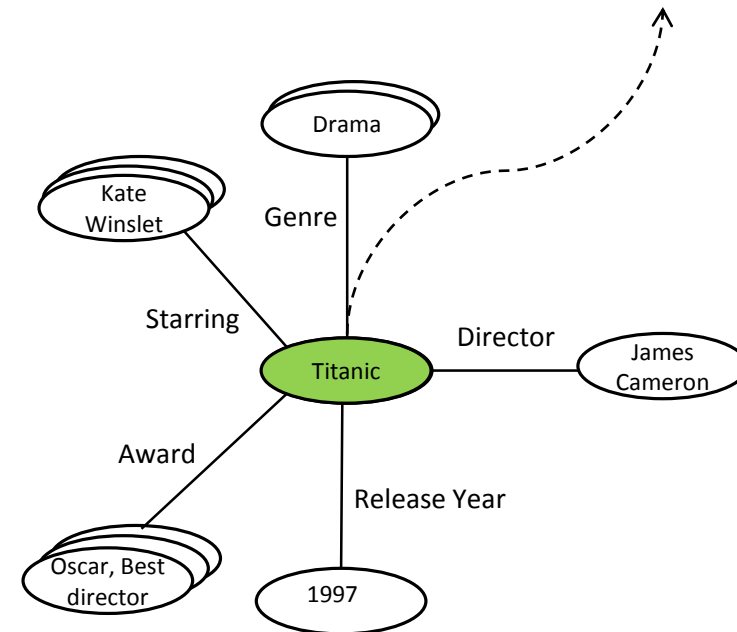 Drama
Kate
Winslet
Genre
Starring
Director
Titanic
James
Cameron
Award
Release Year
Oscar, Best
director
1997